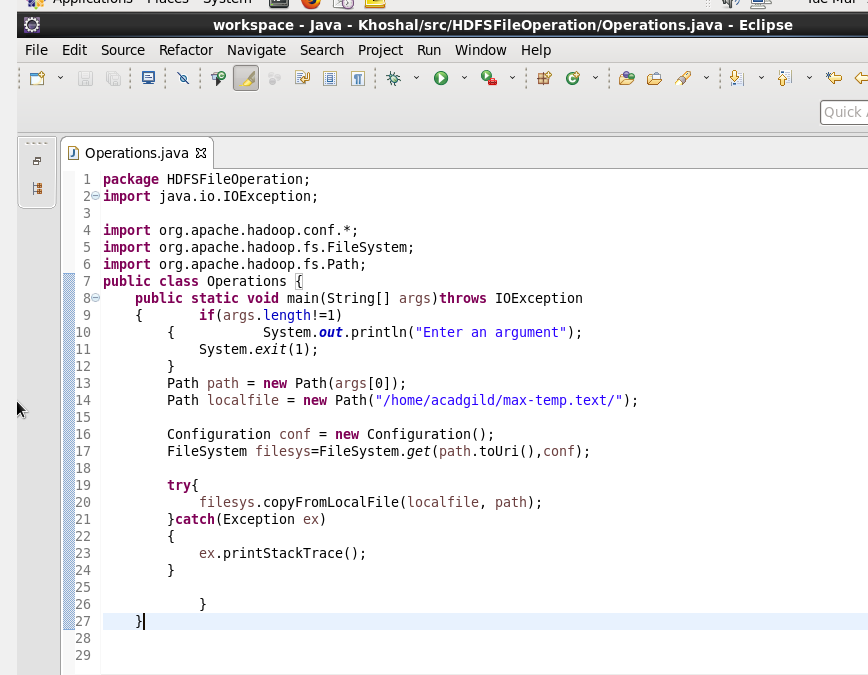 Applications Places System Tue Mar
workspace - Java - Khoshal/src/HDFSFileOperation/Operations.java - Eclipse
File Edit Source Refactor Navigate Search Project Run Window Help
Quick
Operations.java
1 package HDFSFileOperation;
2 import java.io.IOException;
3
4 import org.apache.hadoop.conf.*;
5 import org.apache.hadoop.fs.FileSystem;
6 import org.apache.hadoop.fs.Path;
7 public class Operations {
8 public static void main(String[] args)throws IOException
9 { if(args.length!=1)
10 { System.out.println("Enter an argument");
11 System.exit(1);
12 }
13 Path path = new Path(args[0]);
14 Path localfile = new Path("/home/acadgild/max-temp.text/");
15
16 Configuration conf = new Configuration();
17 FileSystem filesys=FileSystem.get(path.toUri(),conf);
18
19 try{
20 filesys.copyFromLocalFile(localfile, path);
21 }catch(Exception ex)
22 {
23 ex.printStackTrace();
24 }
25
26 }
27 }
28
29